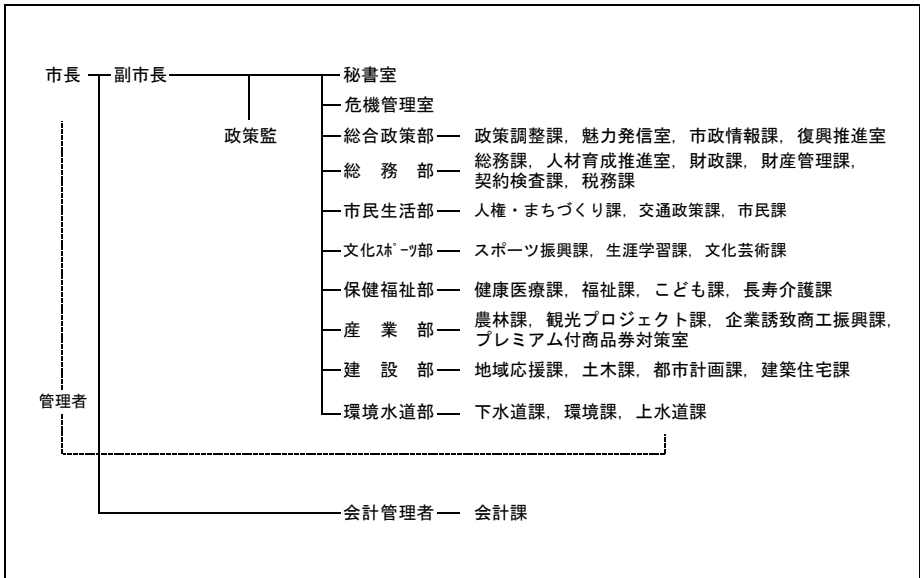 市長 副市長 秘書室
危機管理室
政策監 総合政策部 政策調整課，魅力発信室，市政情報課，復興推進室
総　務　部 総務課，人材育成推進室，財政課，財産管理課，
契約検査課，税務課
市民生活部 人権・まちづくり課，交通政策課，市民課
文化ｽﾎﾟｰﾂ部 スポーツ振興課，生涯学習課，文化芸術課
保健福祉部 健康医療課，福祉課，こども課，長寿介護課
産　業　部 農林課，観光プロジェクト課，企業誘致商工振興課，
プレミアム付商品券対策室
建　設　部 地域応援課，土木課，都市計画課，建築住宅課
管理者
環境水道部 下水道課，環境課，上水道課
会計管理者 会計課